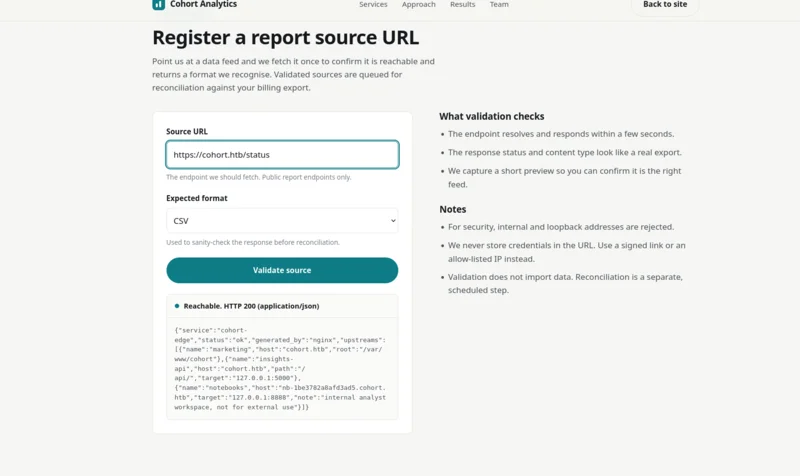 Cohort Analytics
Services
Approach
Results
Team
Back to site
Register a report source URL
Point us at a data feed and we fetch it once to confirm it is reachable and
returns a format we recognise. Validated sources are queued for
reconciliation against your billing export.
Source URL
https://cohort.htb/status
The endpoint we should fetch. Public report endpoints only.
Expected format
CSV
Used to sanity-check the response before reconciliation.
Validate source
Reachable. HTTP 200 (application/json)
{"service":"cohort-
edge","status":"ok","generated_by":"nginx","upstreams":
[{"name":"marketing","host":"cohort.htb","root":"/var/
www/cohort"},{"name":"insights-
api","host":"cohort.htb","path":"/
api/","target":"127.0.0.1:5000"},
{"name":"notebooks","host":"nb-1be3782a8afd3ad5.cohort.
htb","target":"127.0.0.1:8888","note":"internal analyst
workspace, not for external use"}]}
What validation checks
• The endpoint resolves and responds within a few seconds.
• The response status and content type look like a real export.
• We capture a short preview so you can confirm it is the right
feed.
Notes
• For security, internal and loopback addresses are rejected.
• We never store credentials in the URL. Use a signed link or an
allow-listed IP instead.
• Validation does not import data. Reconciliation is a separate,
scheduled step.